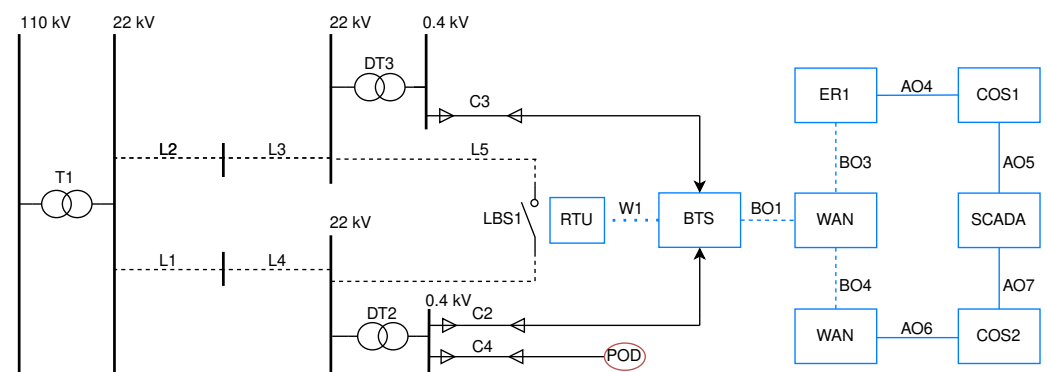 110 kV
22 kV
22 kV
0.4 kV
DT3
C3
ER1
AO4
COS1
L2
L3
L5
BO3
AO5
T1
LBS1
RTU
W1
BTS
BO1
WAN
SCADA
22 kV
L1
L4
BO4
AO7
0.4 kV
DT2
C2
C4
POD
WAN
AO6
COS2